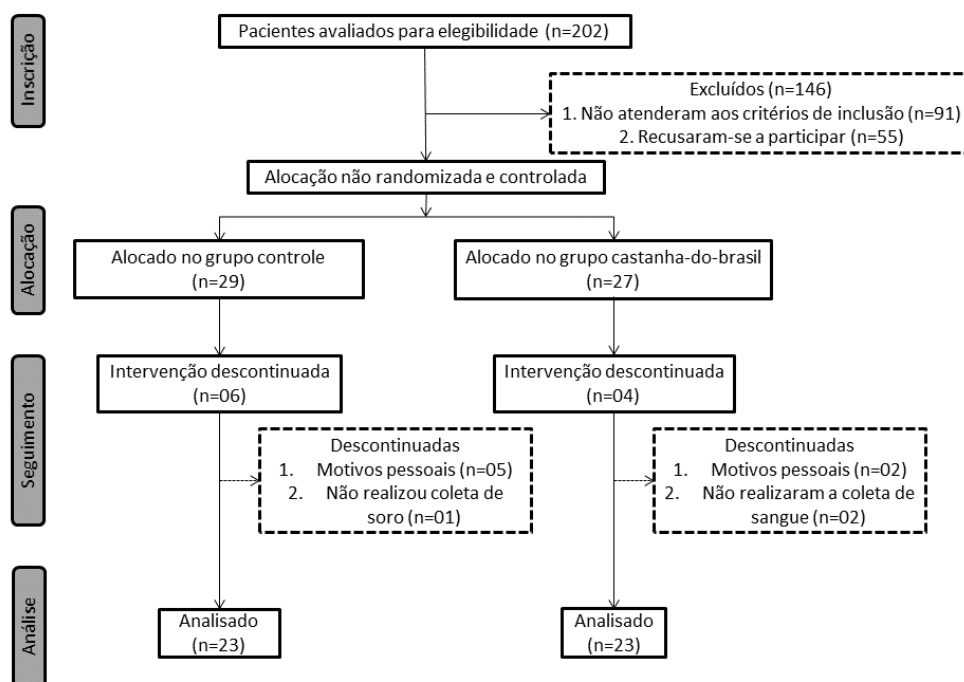 Inscrição
Pacientes avaliados para elegibilidade (n=202)
Excluídos (n=146)
1. Não atenderam aos critérios de inclusão (n=91)
2. Recusaram-se a participar (n=55)
Alocação não randomizada e controlada
Alocação
Alocado no grupo controle
(n=29)
Alocado no grupo castanha-do-brasil
(n=27)
Seguimento
Intervenção descontinuada
(n=06)
Intervenção descontinuada
(n=04)
Descontinuadas
1. Motivos pessoais (n=05)
2. Não realizou coleta de
soro (n=01)
Descontinuadas
1. Motivos pessoais (n=02)
2. Não realizaram a coleta de
sangue (n=02)
Análise
Analisado
(n=23)
Analisado
(n=23)